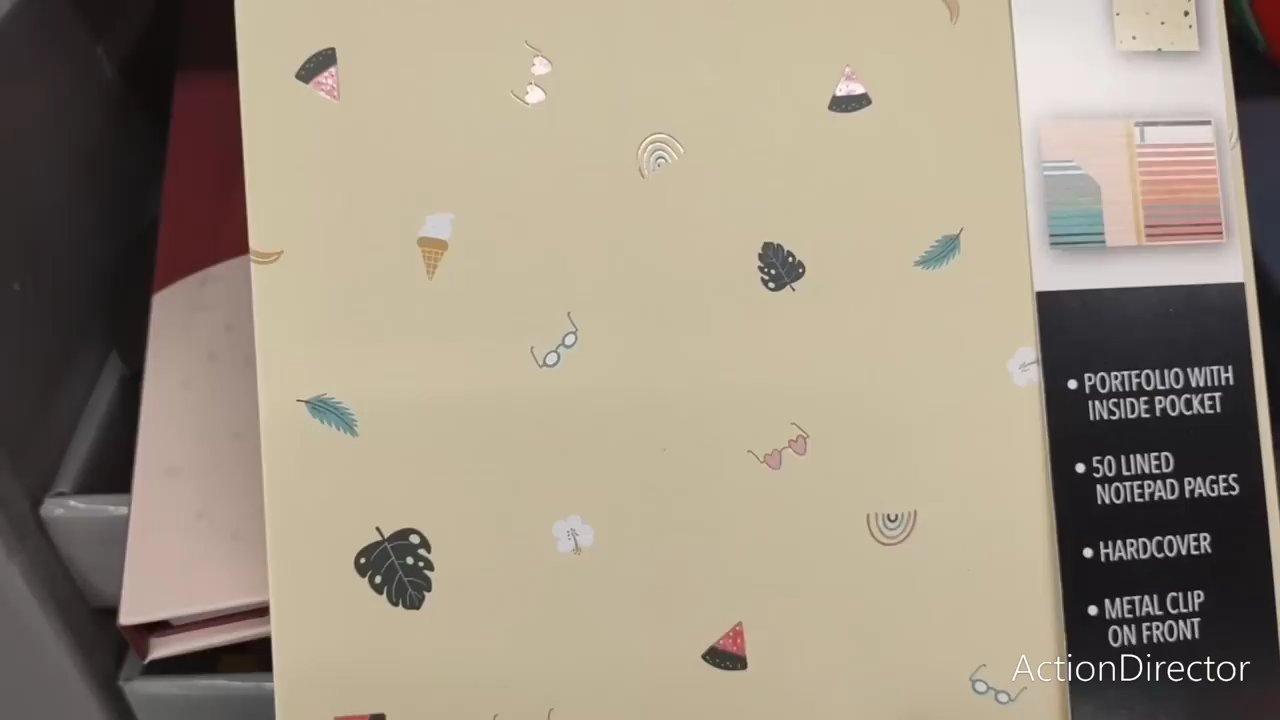 • PORTFOLIO WITH
INSIDE POCKET
• 50 LINED
NOTEPAD PAGES
• HARDCOVER
• METAL CLIP
ON FRONT
ActionDirector